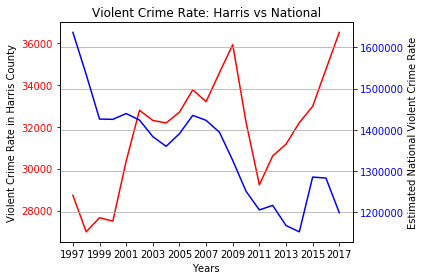 Violent Crime Rate: Harris vs National
Violent Crime Rate in Harris County
36000
34000
32000
30000
28000
1600000
1500000
1400000
1300000
1200000
Estimated National Violent Crime Rate
1997 1999 2001 2003 2005 2007 2009 2011 2013 2015 2017
Years